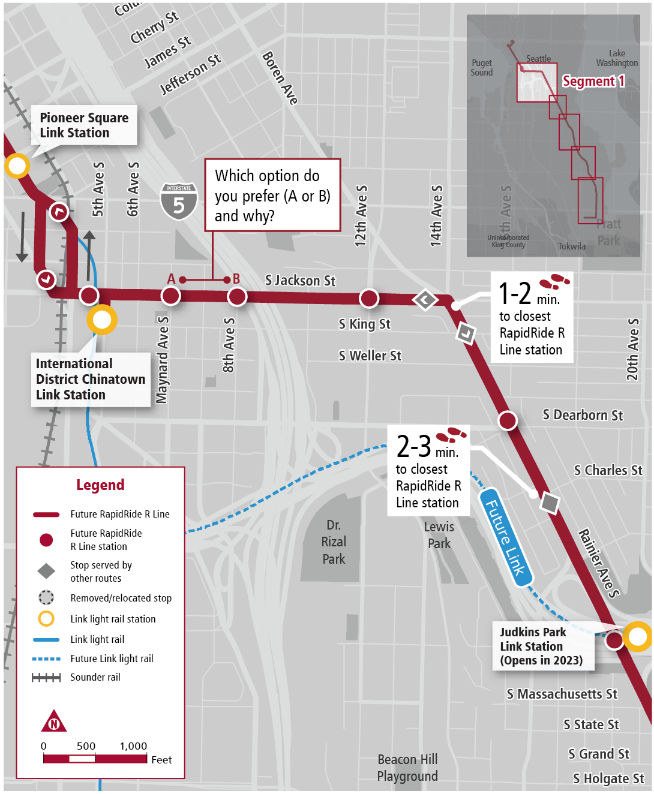 Cherry St
James St
Jefferson St
Boren Ave
Puget
Sound
Seattle
Lake
Washington
Segment 1
Unincorporated
King County
Tukwila
Pratt
Park
Pioneer Square
Link Station
5th Ave S
6th Ave S
INTERSTATE
5
Which option do
you prefer (A or B)
and why?
12th Ave S
14th Ave S
A
B
S Jackson St
1-2 min.
to closest
RapidRide R
Line station
S King St
S Weller St
Maynard Ave S
8th Ave S
20th Ave S
International
District Chinatown
Link Station
S Dearborn St
2-3 min.
to closest
RapidRide R
Line station
S Charles St
Future Link
Dr.
Rizal
Park
Lewis
Park
Rainier Ave S
Legend
Future RapidRide R Line
Future RapidRide
R Line station
Stop served by
other routes
Removed/relocated stop
Link light rail station
Link light rail
Future Link light rail
Sounder rail
N
0 500 1,000
Feet
Judkins Park
Link Station
(Opens in 2023)
S Massachusetts St
S State St
S Grand St
S Holgate St
Beacon Hill
Playground